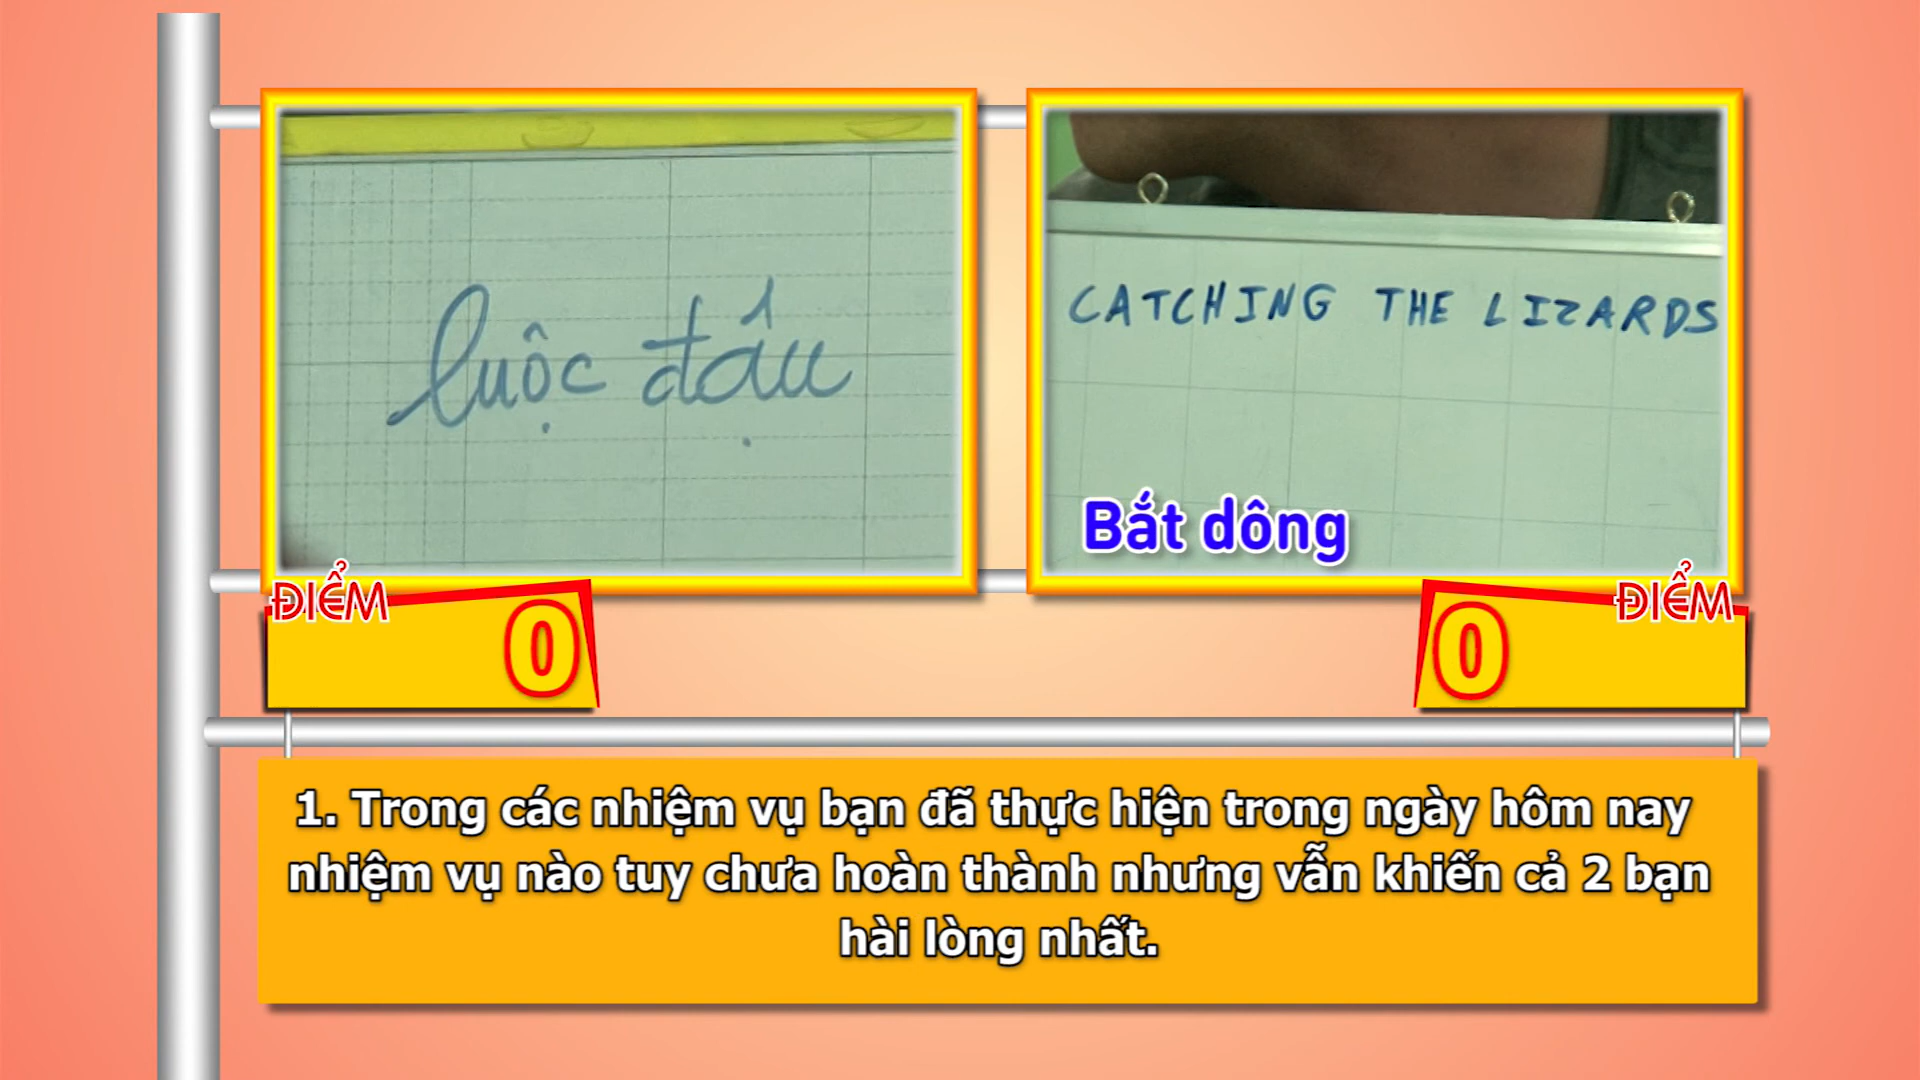 luộc đậu
CATCHING THE LIZARDS
Bắt dông
ĐIỂM
0
ĐIỂM
0
1. Trong các nhiệm vụ bạn đã thực hiện trong ngày hôm nay
nhiệm vụ nào tuy chưa hoàn thành nhưng vẫn khiến cả 2 bạn
hài lòng nhất.